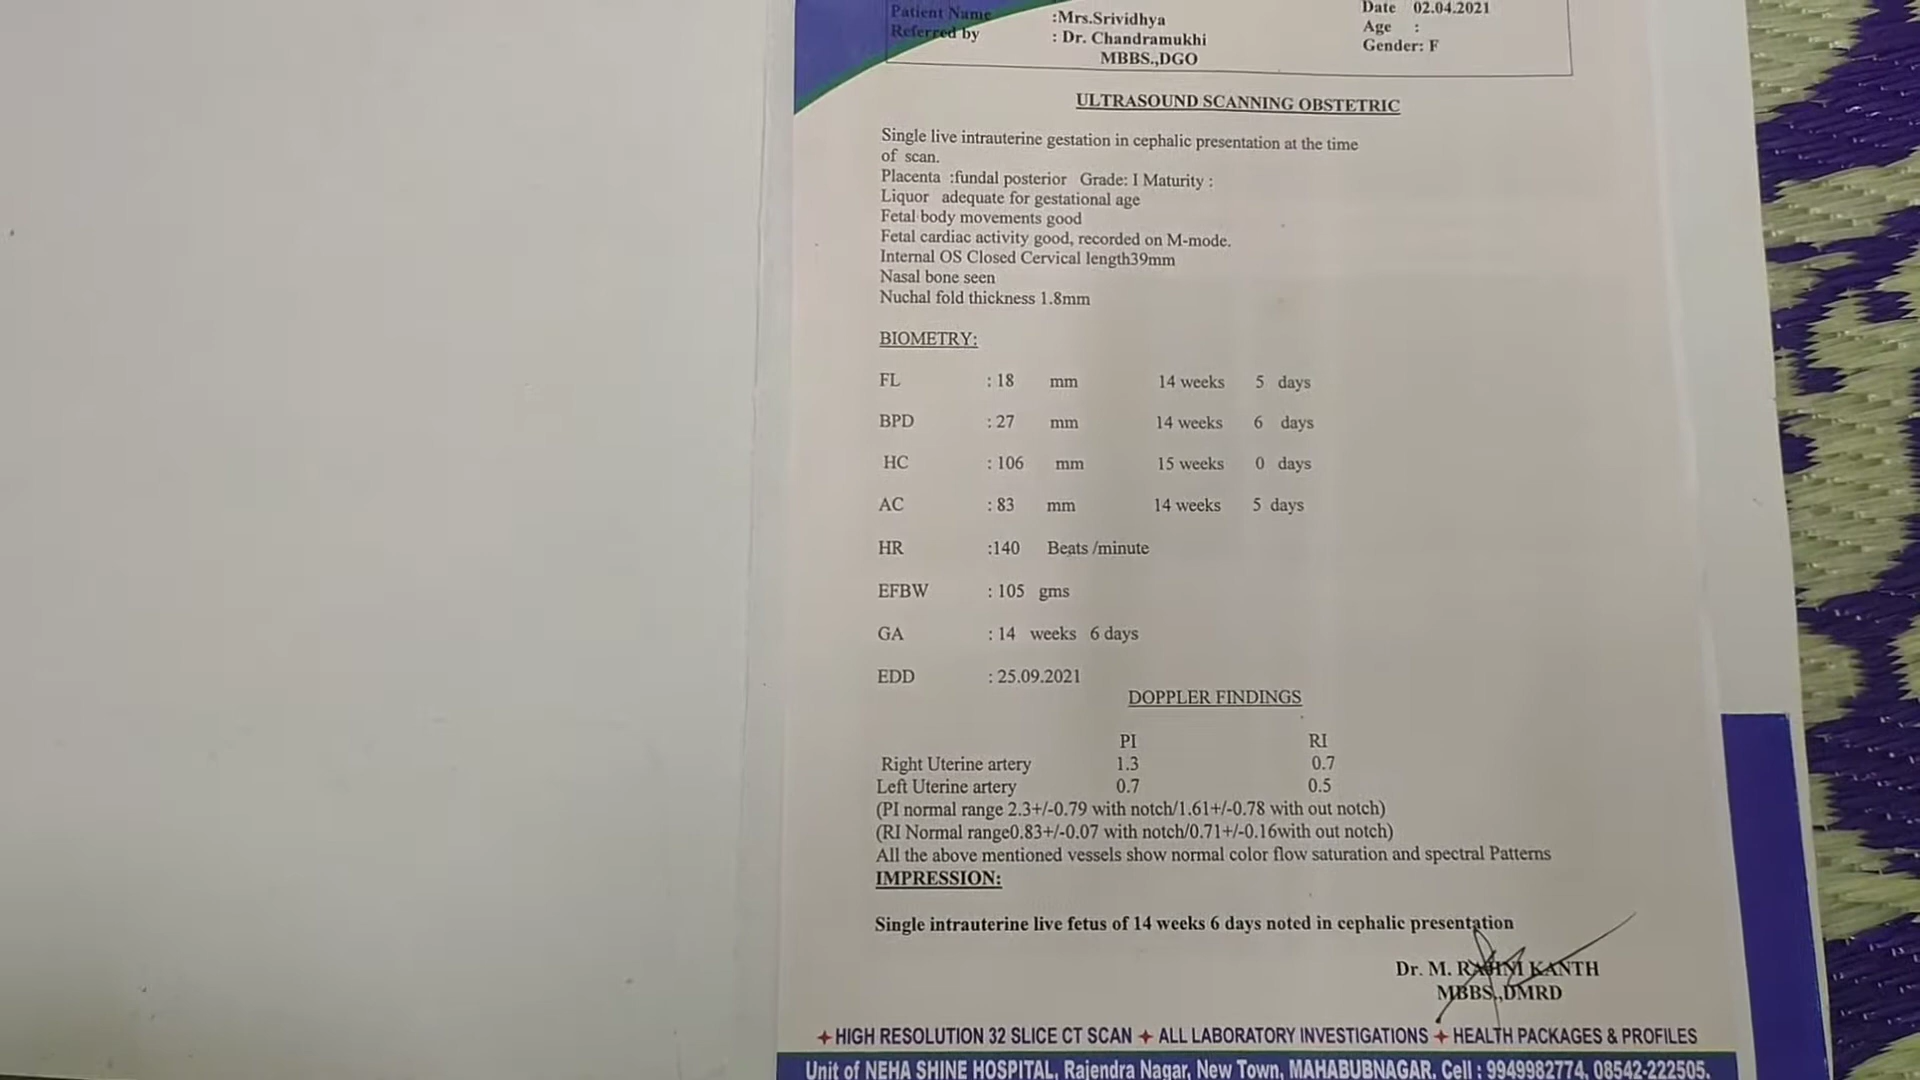 Patient Name :Mrs.Srividhya Date 02.04.2021
Referred by : Dr. Chandramukhi Age :
MBBS.,DGO Gender: F
ULTRASOUND SCANNING OBSTETRIC
Single live intrauterine gestation in cephalic presentation at the time
of scan.
Placenta :fundal posterior Grade: I Maturity :
Liquor adequate for gestational age
Fetal body movements good
Fetal cardiac activity good, recorded on M-mode.
Internal OS Closed Cervical length39mm
Nasal bone seen
Nuchal fold thickness 1.8mm
BIOMETRY:
FL : 18 mm 14 weeks 5 days
BPD : 27 mm 14 weeks 6 days
HC : 106 mm 15 weeks 0 days
AC : 83 mm 14 weeks 5 days
HR :140 Beats /minute
EFBW : 105 gms
GA : 14 weeks 6 days
EDD : 25.09.2021
DOPPLER FINDINGS
PI RI
Right Uterine artery 1.3 0.7
Left Uterine artery 0.7 0.5
(PI normal range 2.3+/-0.79 with notch/1.61+/-0.78 with out notch)
(RI Normal range0.83+/-0.07 with notch/0.71+/-0.16with out notch)
All the above mentioned vessels show normal color flow saturation and spectral Patterns
IMPRESSION:
Single intrauterine live fetus of 14 weeks 6 days noted in cephalic presentation
Dr. M. RAJNI KANTH
MBBS.,DMRD
HIGH RESOLUTION 32 SLICE CT SCAN ALL LABORATORY INVESTIGATIONS HEALTH PACKAGES & PROFILES
Unit of NEHA SHINE HOSPITAL, Rajendra Nagar, New Town, MAHABUBNAGAR. Cell : 9949982774, 08542-222505.